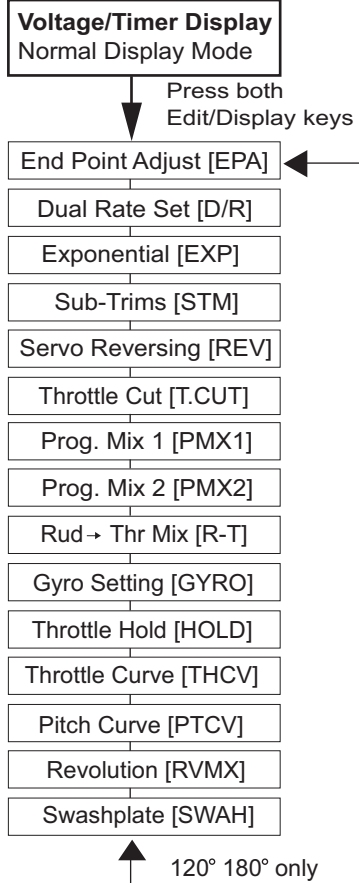 Voltage/Timer Display
Normal Display Mode
Press both
Edit/Display keys
End Point Adjust [EPA]
Dual Rate Set [D/R]
Exponential [EXP]
Sub-Trims [STM]
Servo Reversing [REV]
Throttle Cut [T.CUT]
Prog. Mix 1 [PMX1]
Prog. Mix 2 [PMX2]
Rud→ Thr Mix [R-T]
Gyro Setting [GYRO]
Throttle Hold [HOLD]
Throttle Curve [THCV]
Pitch Curve [PTCV]
Revolution [RVMX]
Swashplate [SWAH]
120° 180° only